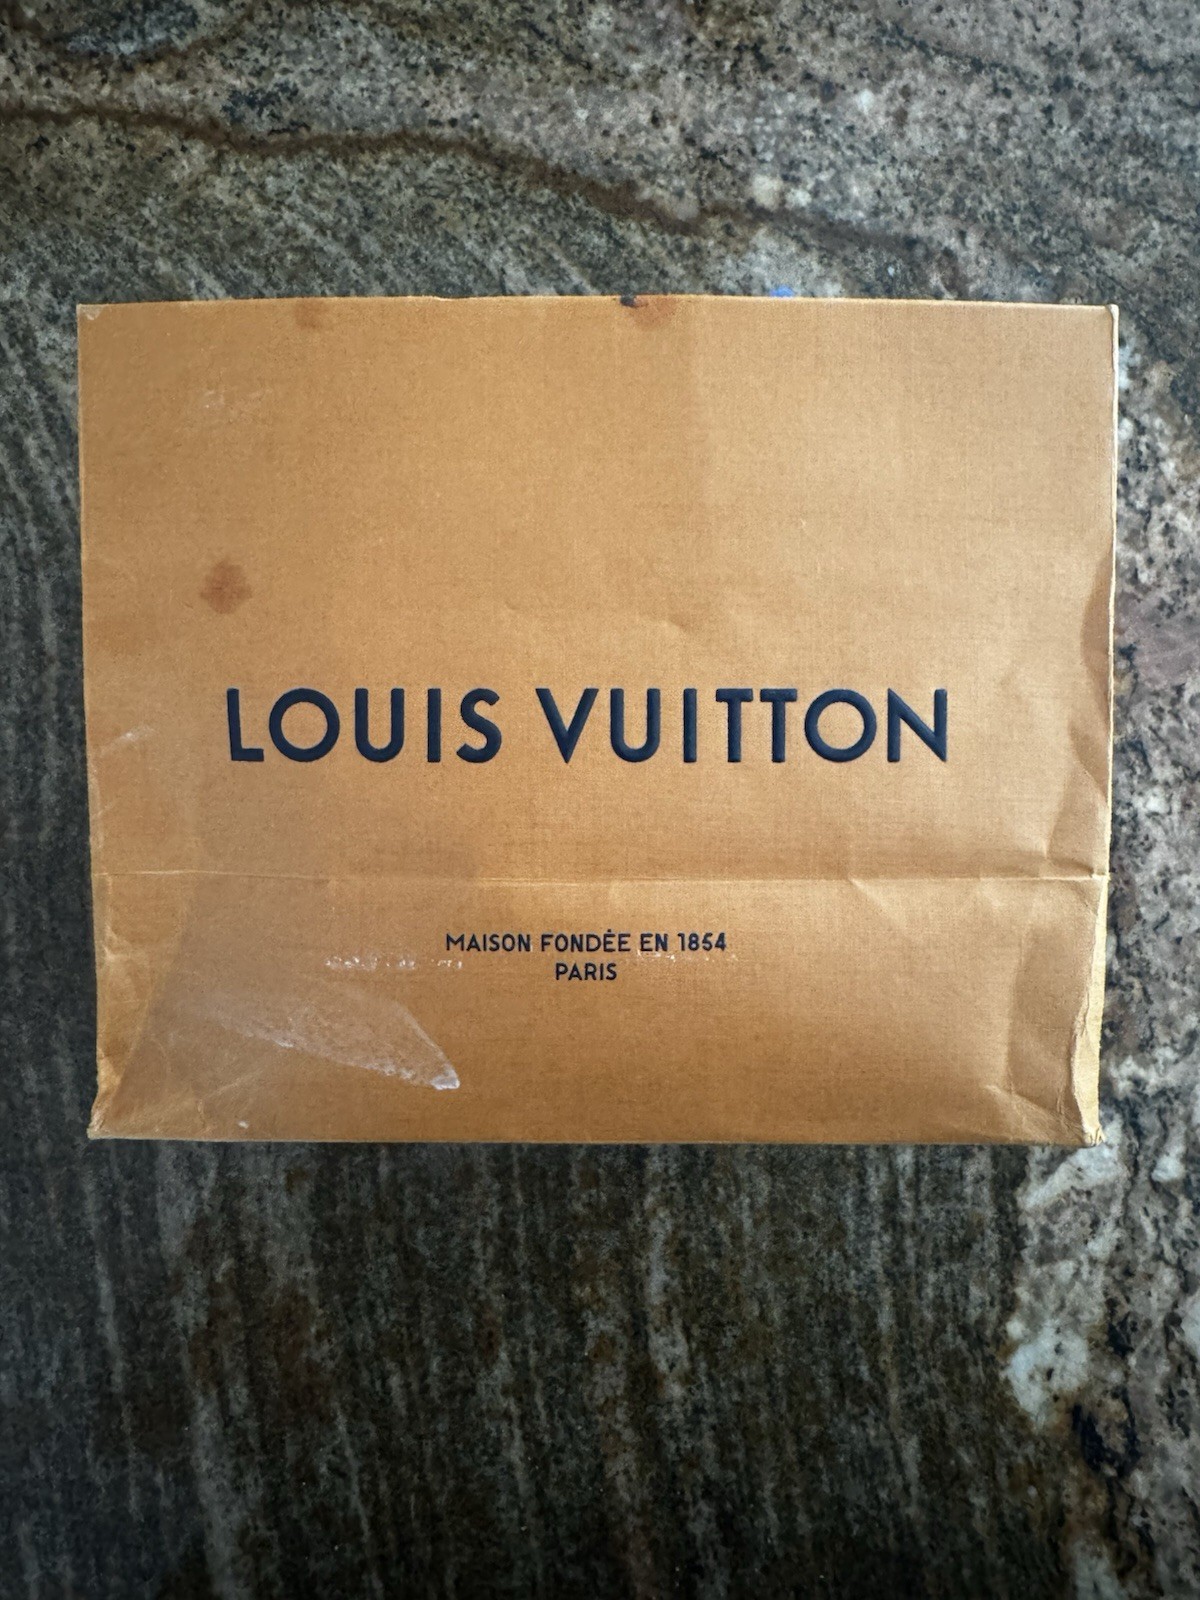 LOUIS VUITTON
MAISON FONDÉE EN 1854
PARIS